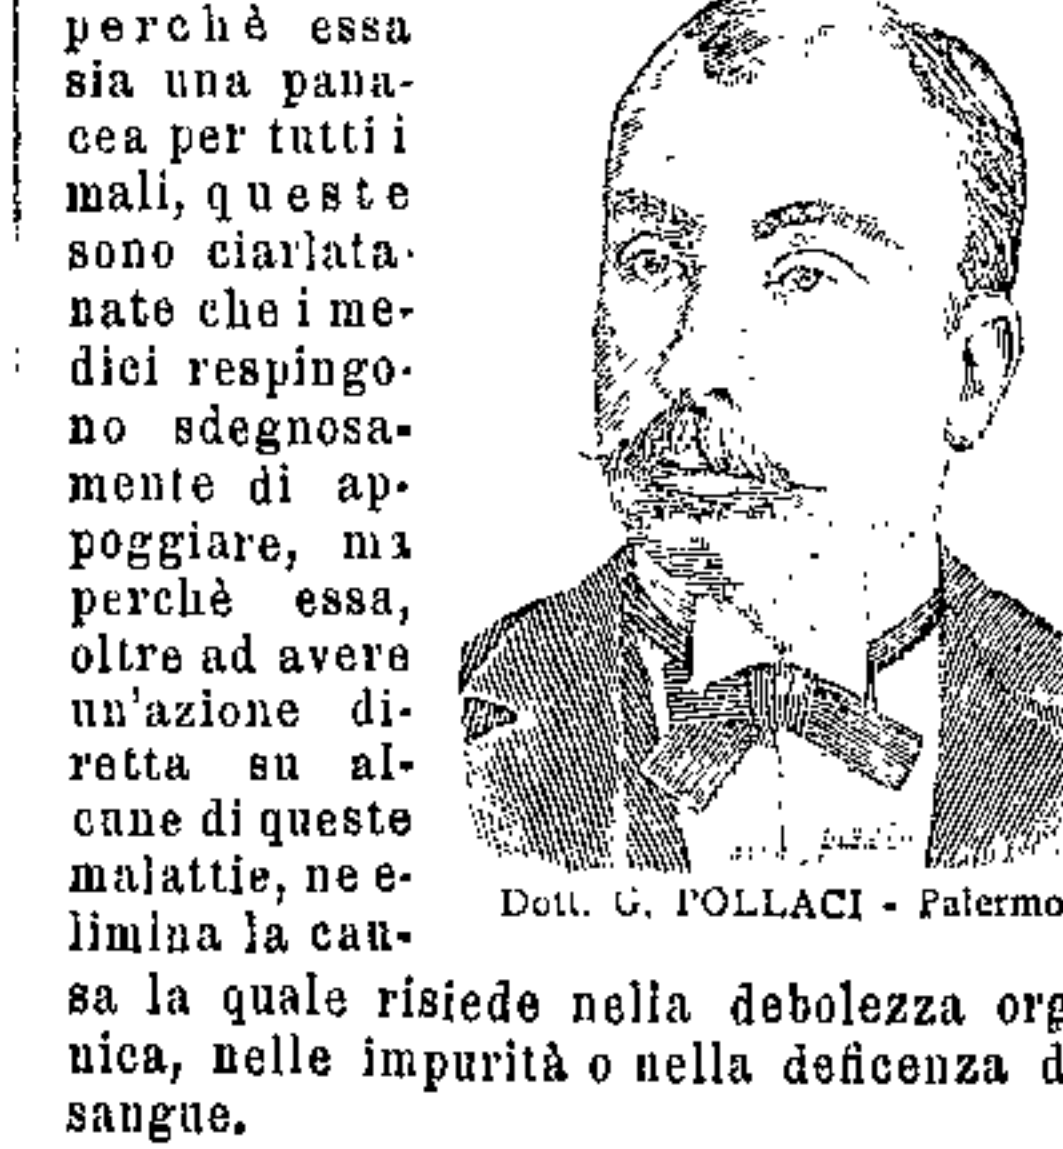 perchè essa
sia una pana-
cea per tutti i
mali, queste
sono ciarlata-
nate che i me-
dici respingo-
no sdegnosa-
mente di ap-
poggiare, ma
perchè essa,
oltre ad avere
un'azione di-
retta su al-
cune di queste
malattie, ne e-
limina la cau-
Dott. G. POLLACI - Palermo
sa la quale risiede nella debolezza org
nica, nelle impurità o nella deficenza d
sangue.